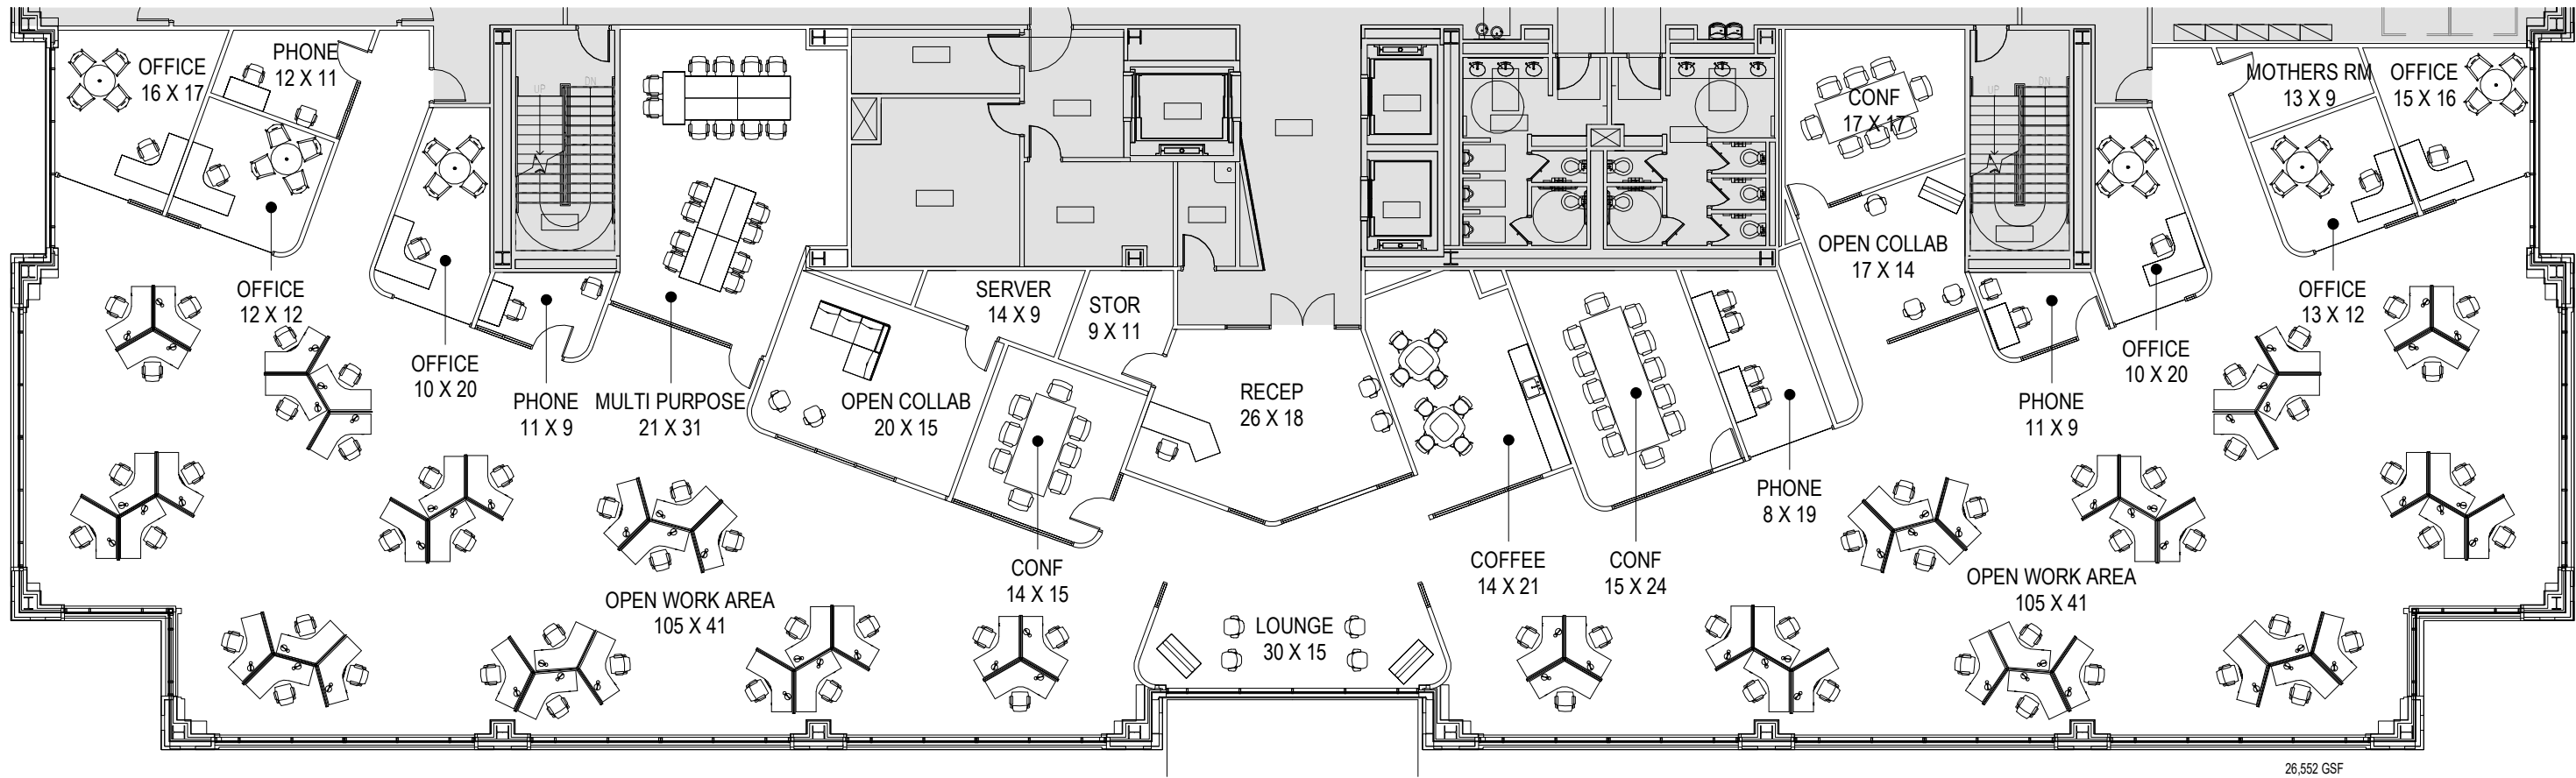 OFFICE
16 X 17
PHONE
12 X 11
UP
DN
CONF
17 X 17
UP
DN
MOTHERS RM
13 X 9
OFFICE
15 X 16
OPEN COLLAB
17 X 14
OFFICE
12 X 12
SERVER
14 X 9
STOR
9 X 11
OFFICE
13 X 12
OFFICE
10 X 20
OFFICE
10 X 20
PHONE
11 X 9
MULTI PURPOSE
21 X 31
OPEN COLLAB
20 X 15
RECEP
26 X 18
PHONE
11 X 9
PHONE
8 X 19
CONF
14 X 15
COFFEE
14 X 21
CONF
15 X 24
OPEN WORK AREA
105 X 41
OPEN WORK AREA
105 X 41
LOUNGE
30 X 15
26,552 GSF